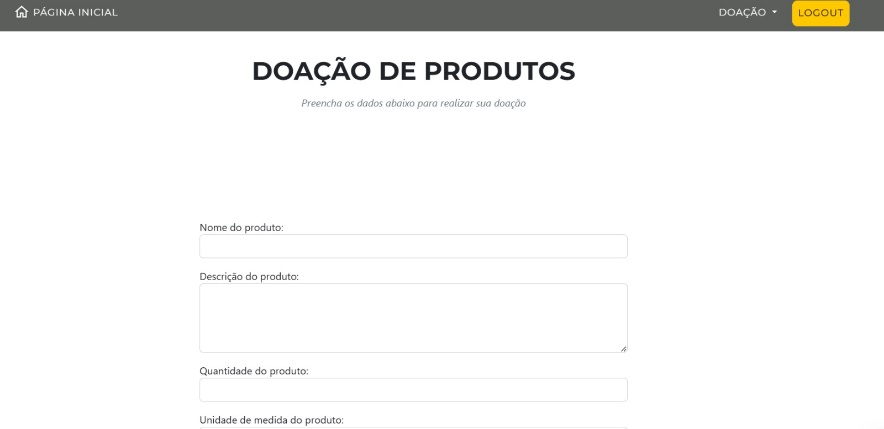 PÁGINA INICIAL
DOAÇÃO
LOGOUT
DOAÇÃO DE PRODUTOS
Preencha os dados abaixo para realizar sua doação
Nome do produto:
Descrição do produto:
Quantidade do produto:
Unidade de medida do produto: